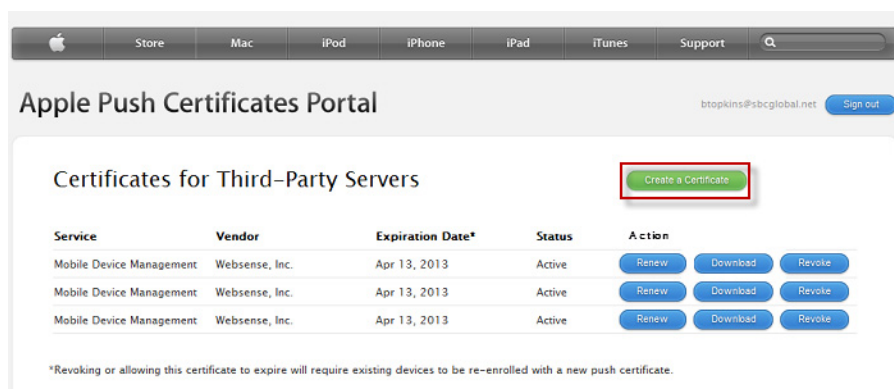 Store Mac iPod iPhone iPad iTunes Support
Apple Push Certificates Portal btopkins@sbcglobal.net Sign out
Certificates for Third-Party Servers Create a Certificate
Service Vendor Expiration Date* Status Action
Mobile Device Management Websense, Inc. Apr 13, 2013 Active Renew Download Revoke
Mobile Device Management Websense, Inc. Apr 13, 2013 Active Renew Download Revoke
Mobile Device Management Websense, Inc. Apr 13, 2013 Active Renew Download Revoke
*Revoking or allowing this certificate to expire will require existing devices to be re-enrolled with a new push certificate.